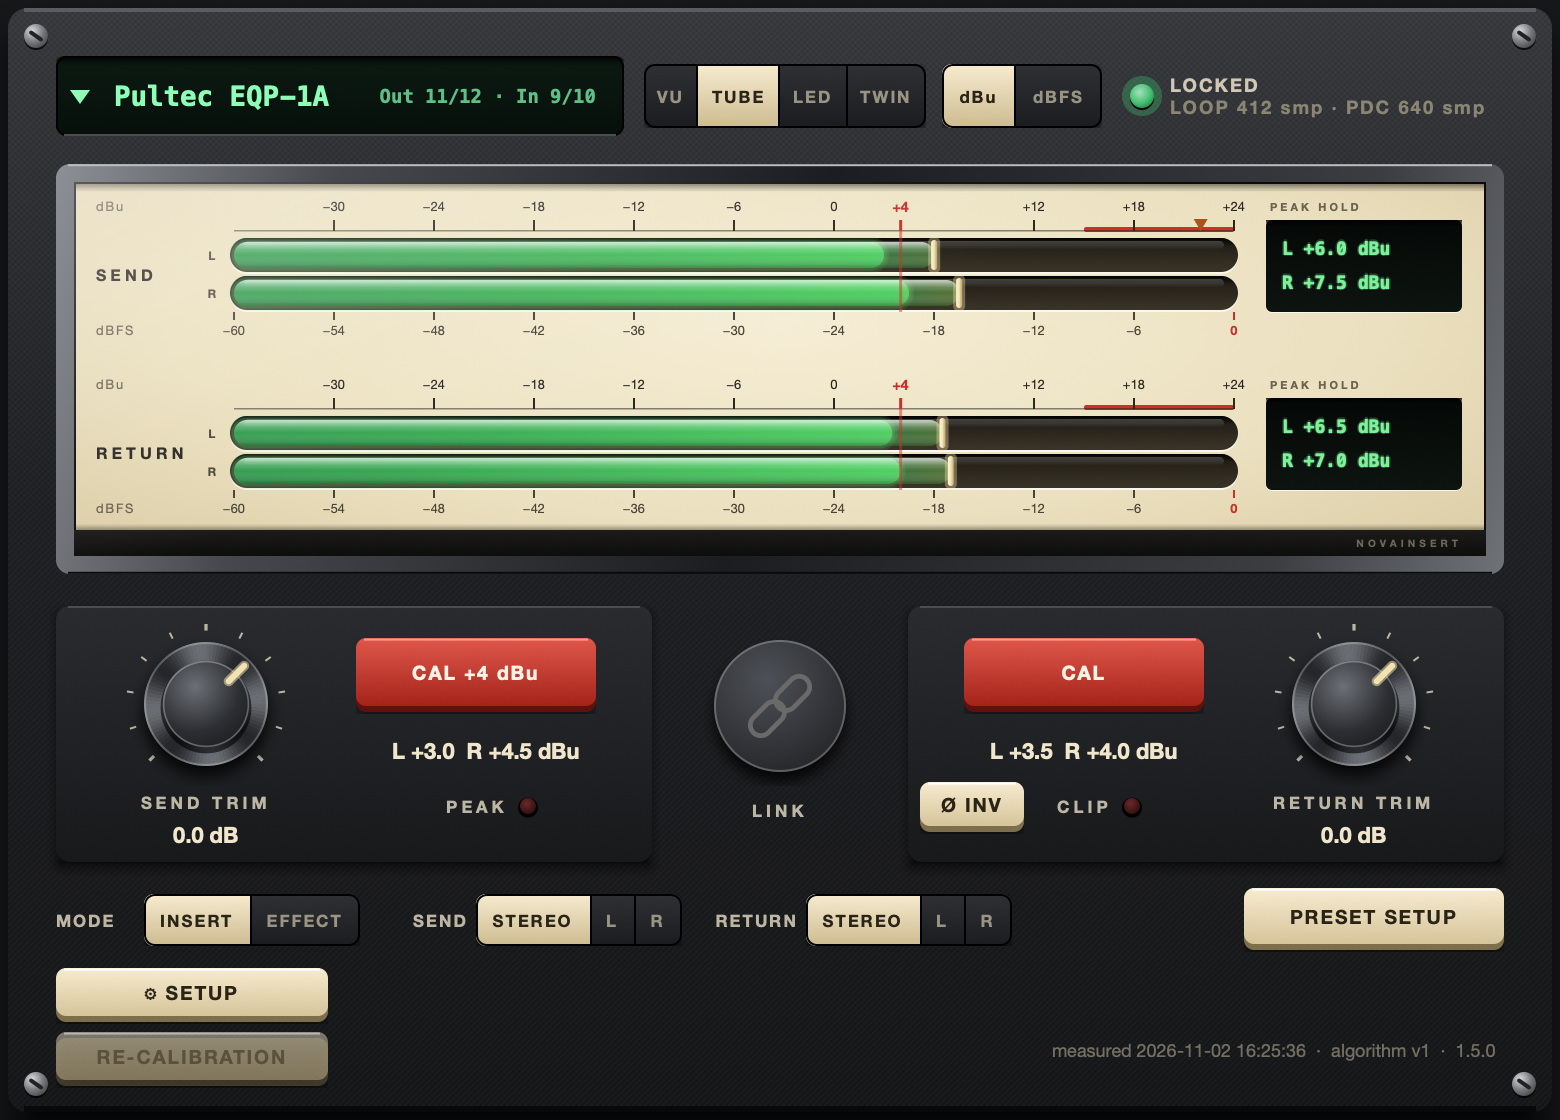 ▼ Pultec EQP-1A Out 11/12 · In 9/10
VU TUBE LED TWIN
dBu dBFS
LOCKED
LOOP 412 smp · PDC 640 smp
dBu −30 −24 −18 −12 −6 0 +4 +12 +18 +24
PEAK HOLD
SEND
L
R
L +6.0 dBu
R +7.5 dBu
dBFS −60 −54 −48 −42 −36 −30 −24 −18 −12 −6 0
dBu −30 −24 −18 −12 −6 0 +4 +12 +18 +24
PEAK HOLD
RETURN
L
R
L +6.5 dBu
R +7.0 dBu
dBFS −60 −54 −48 −42 −36 −30 −24 −18 −12 −6 0
NOVAINSERT
CAL +4 dBu
L +3.0 R +4.5 dBu
SEND TRIM
0.0 dB
PEAK
LINK
CAL
L +3.5 R +4.0 dBu
Ø INV
CLIP
RETURN TRIM
0.0 dB
MODE INSERT EFFECT
SEND STEREO L R
RETURN STEREO L R
PRESET SETUP
⚙ SETUP
RE-CALIBRATION
measured 2026-11-02 16:25:36 · algorithm v1 · 1.5.0